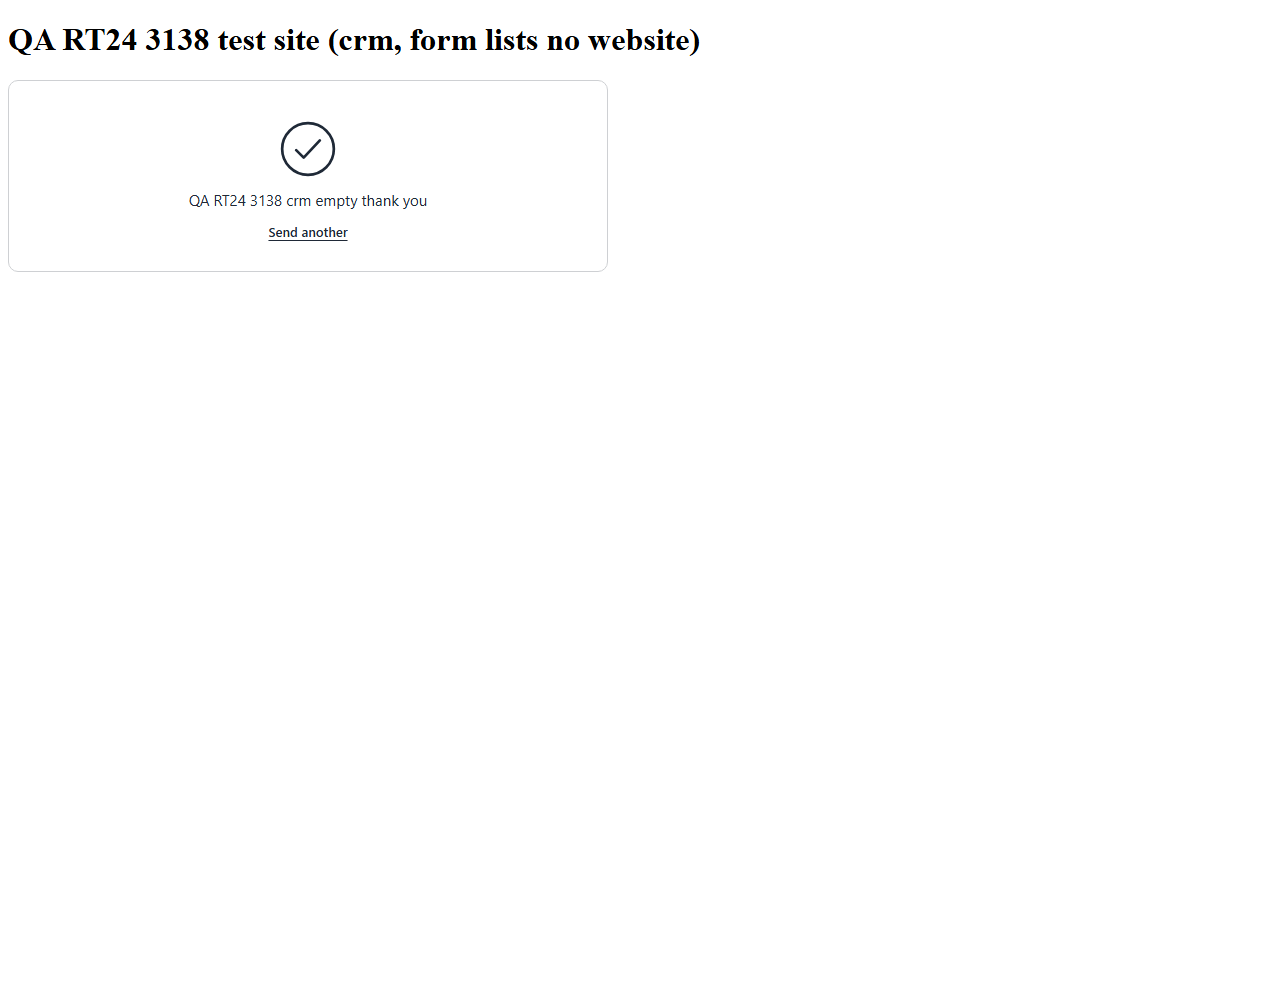 QA RT24 3138 test site (crm, form lists no website)
QA RT24 3138 crm empty thank you
Send another